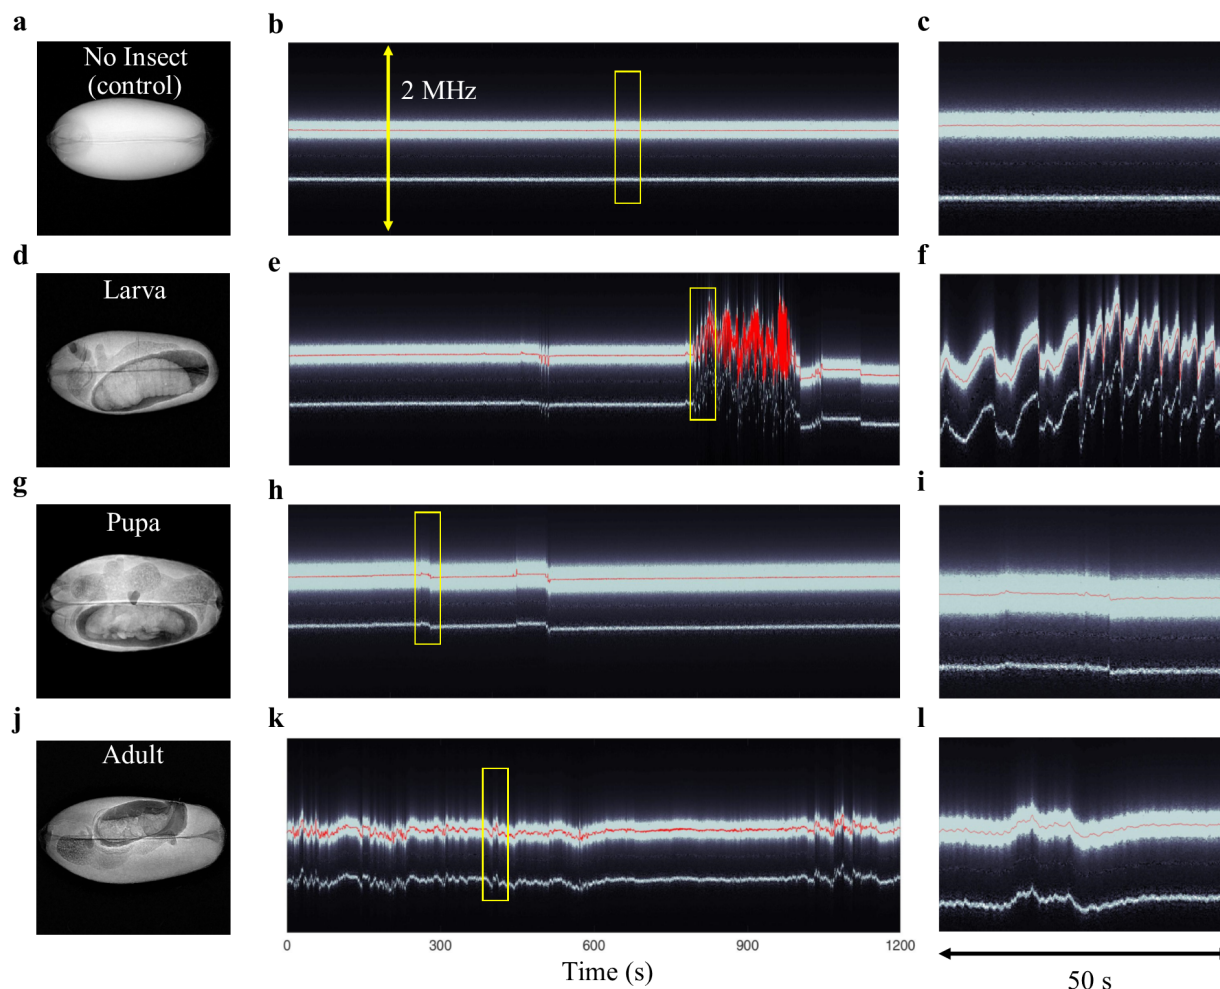 a
No Insect
(control)
b
2 MHz
c
d
Larva
e
f
g
Pupa
h
i
j
Adult
k
l
0
300
600
900
1200
Time (s)
50 s